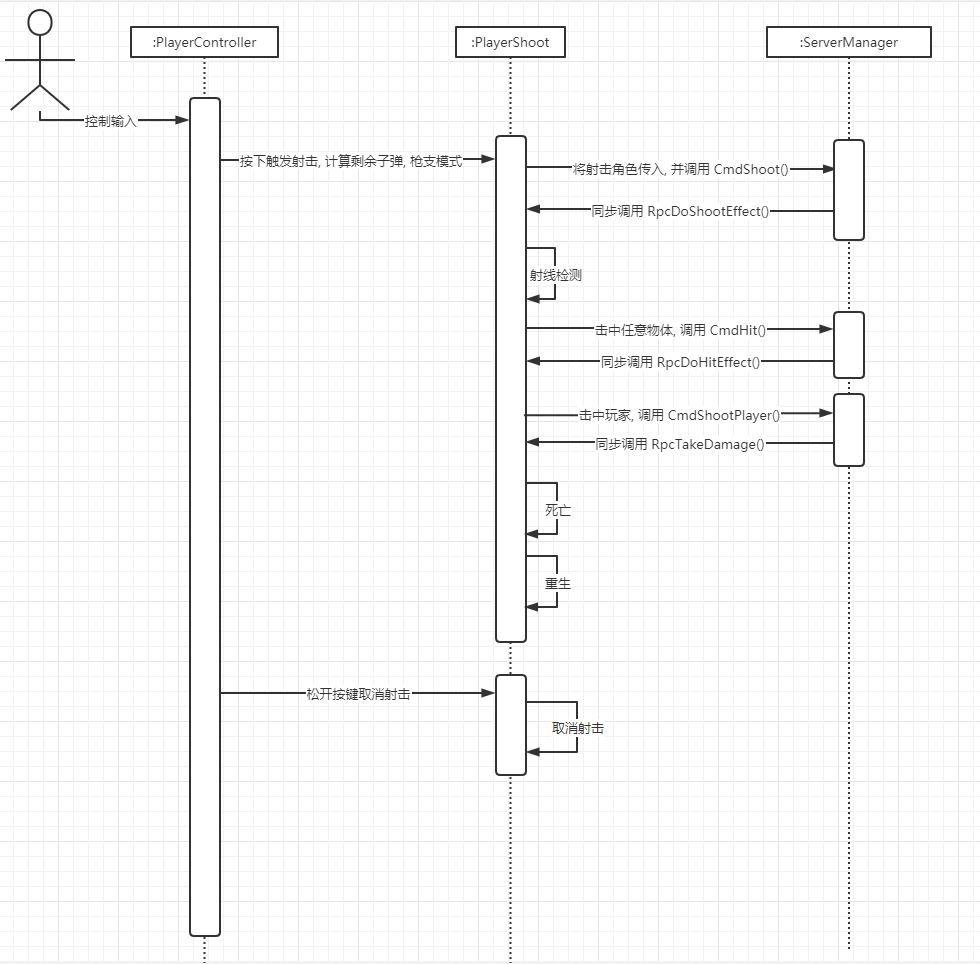 :PlayerController
:PlayerShoot
:ServerManager
控制输入
按下触发射击, 计算剩余子弹, 枪支模式
将射击角色传入, 并调用 CmdShoot()
同步调用 RpcDoShootEffect()
射线检测
击中任意物体, 调用 CmdHit()
同步调用 RpcDoHitEffect()
击中玩家, 调用 CmdShootPlayer()
同步调用 RpcTakeDamage()
死亡
重生
松开按键取消射击
取消射击